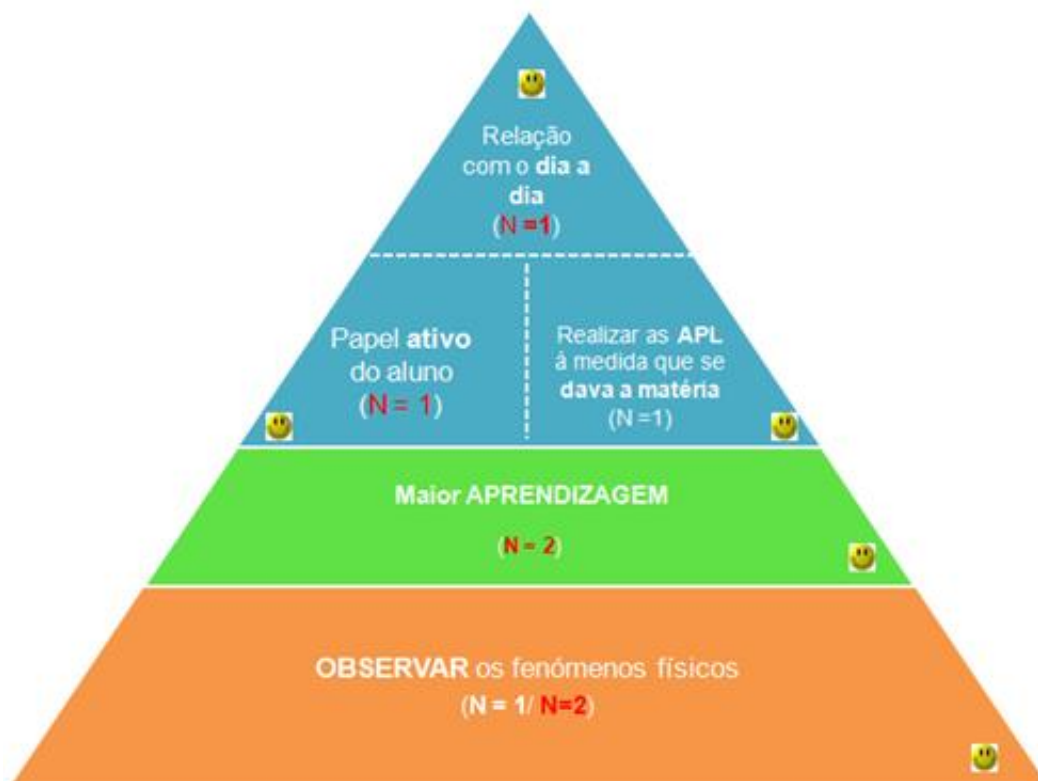 Relação
com o dia a
dia
(N =1)
Papel ativo
do aluno
(N = 1)
Realizar as APL
à medida que se
dava a matéria
(N =1)
Maior APRENDIZAGEM
(N = 2)
OBSERVAR os fenómenos físicos
(N = 1/ N=2)